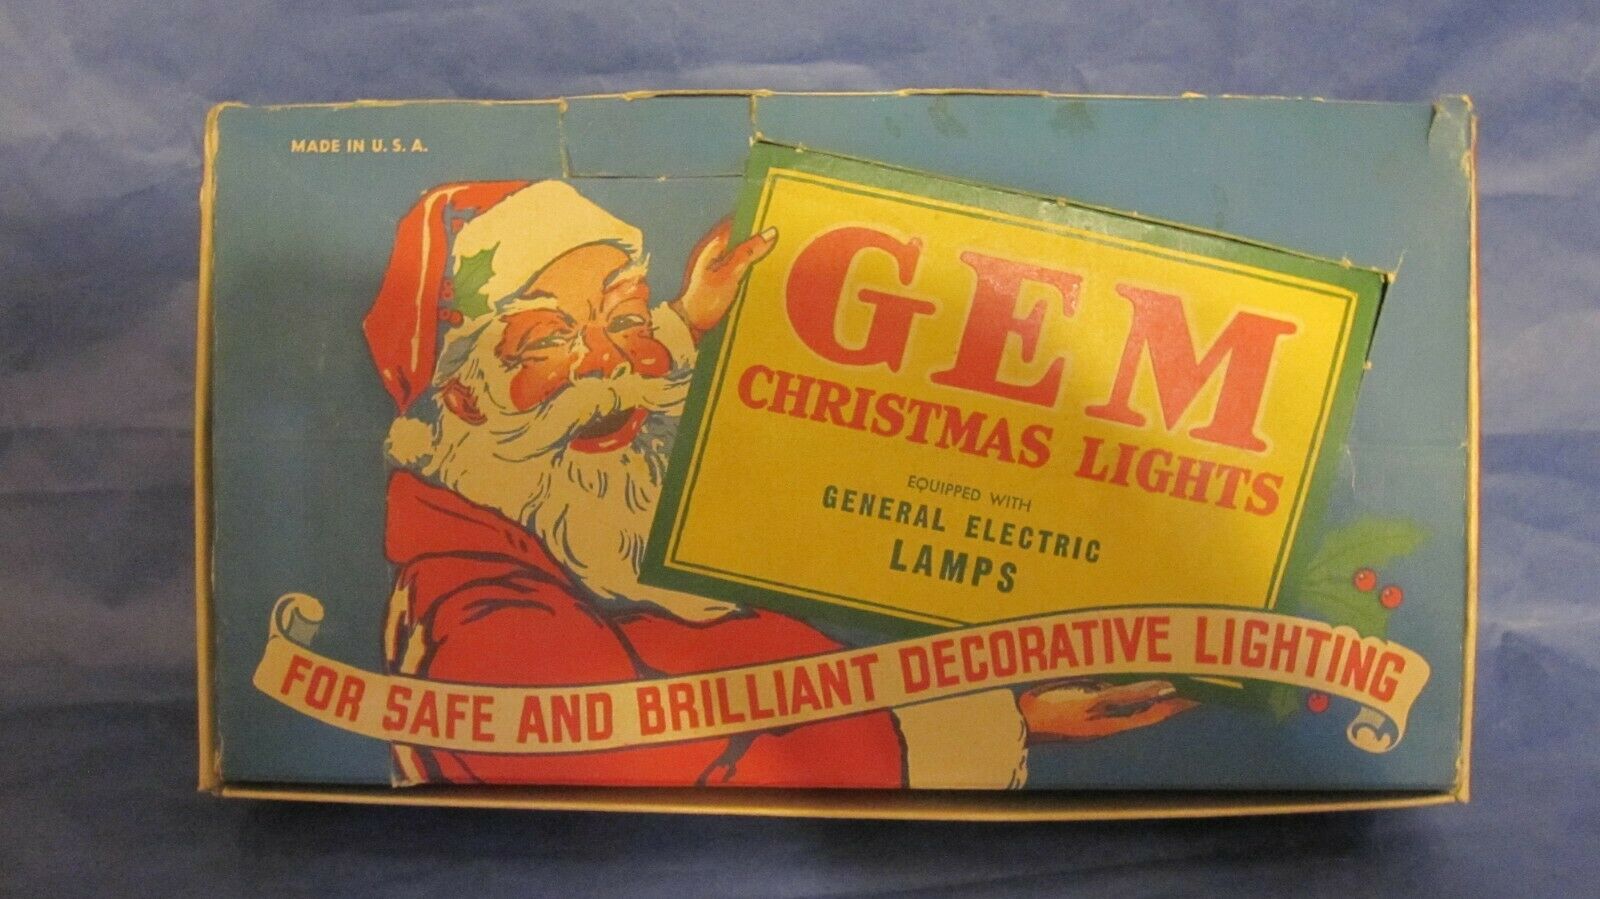 MADE IN U. S. A.
GEM
CHRISTMAS LIGHTS
EQUIPPED WITH
GENERAL ELECTRIC
LAMPS
FOR SAFE AND BRILLIANT DECORATIVE LIGHTING